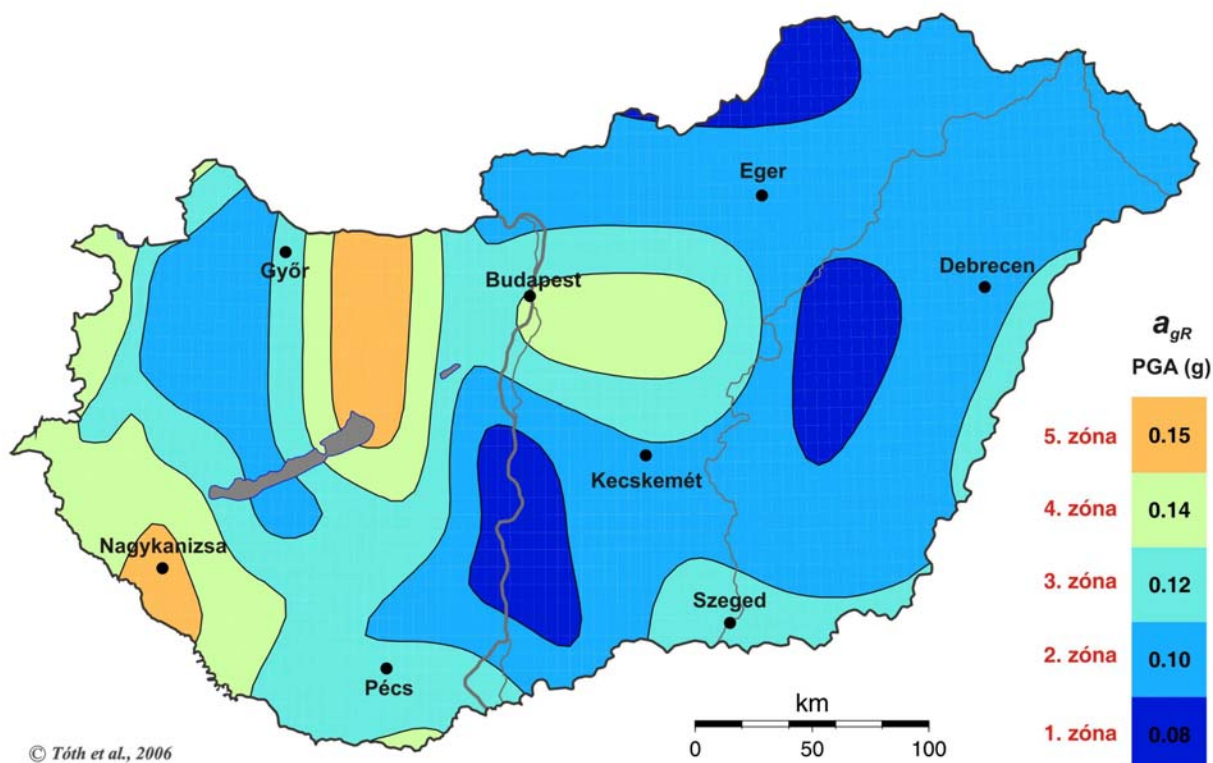 Eger
Győr
Budapest
Debrecen
Kecskemét
Nagykanizsa
Szeged
Pécs
a_gR
PGA (g)
5. zóna 0.15
4. zóna 0.14
3. zóna 0.12
2. zóna 0.10
1. zóna 0.08
km
0 50 100
© Tóth et al., 2006